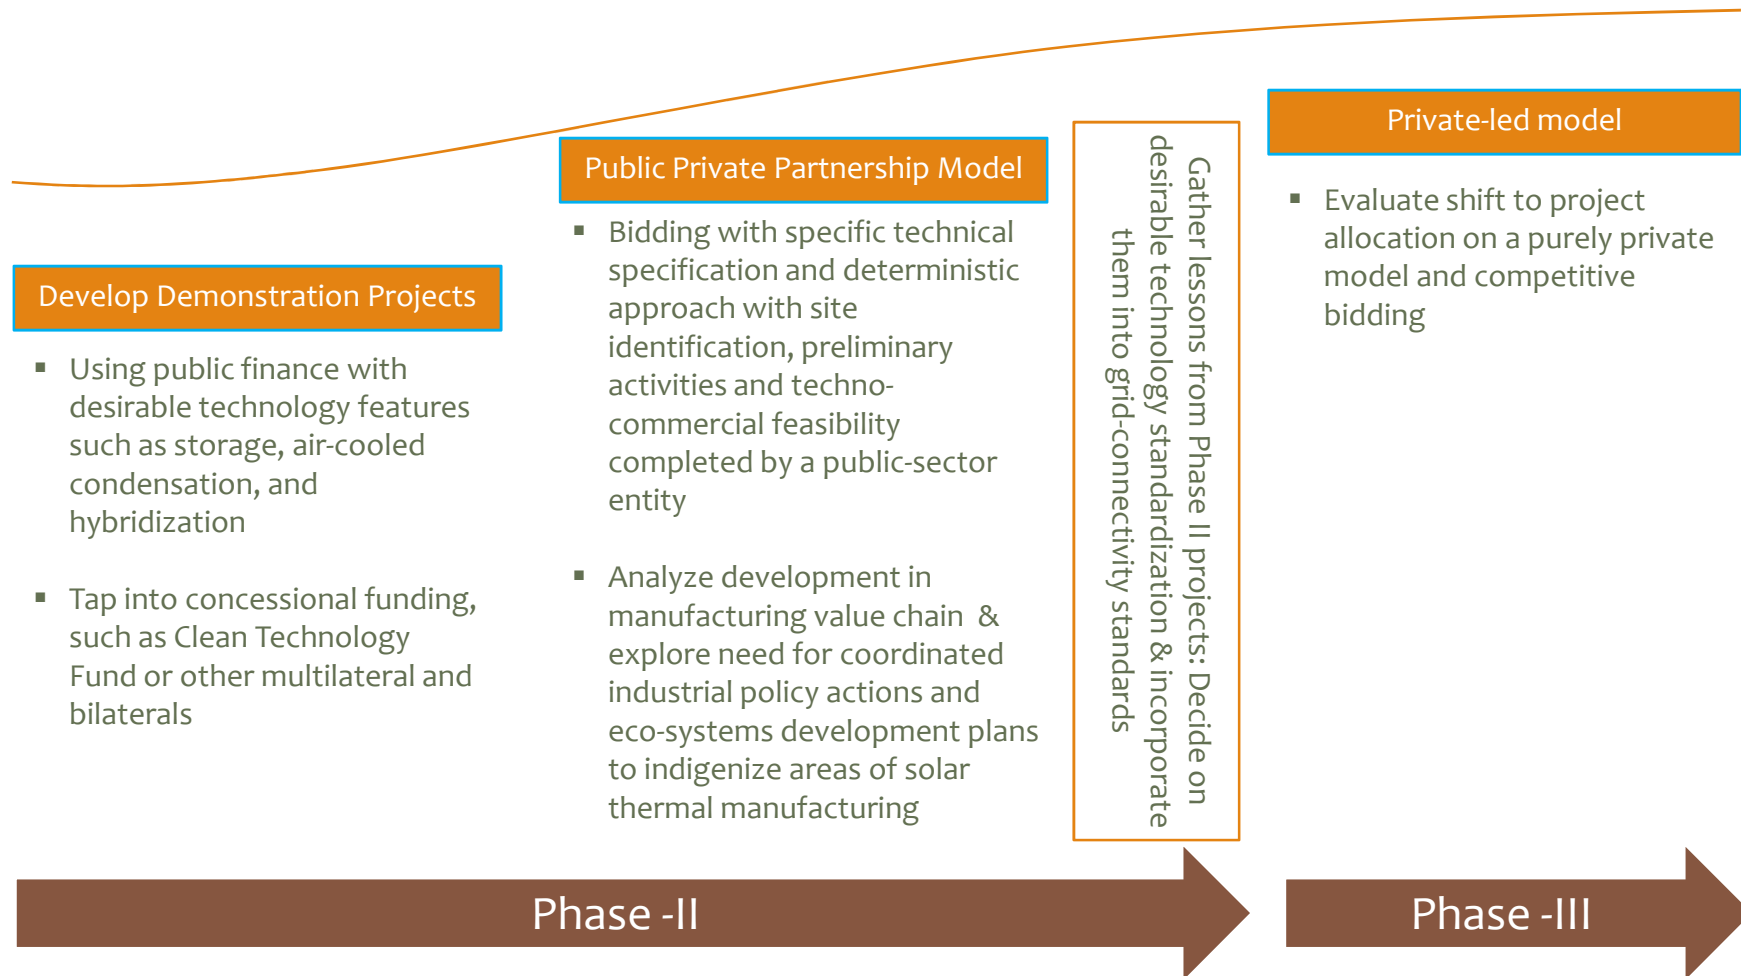 Develop Demonstration Projects
▪ Using public finance with
desirable technology features
such as storage, air-cooled
condensation, and
hybridization
▪ Tap into concessional funding,
such as Clean Technology
Fund or other multilateral and
bilaterals
Public Private Partnership Model
▪ Bidding with specific technical
specification and deterministic
approach with site
identification, preliminary
activities and techno-
commercial feasibility
completed by a public-sector
entity
▪ Analyze development in
manufacturing value chain &
explore need for coordinated
industrial policy actions and
eco-systems development plans
to indigenize areas of solar
thermal manufacturing
Gather lessons from Phase II projects: Decide on
desirable technology standardization & incorporate
them into grid-connectivity standards
Private-led model
▪ Evaluate shift to project
allocation on a purely private
model and competitive
bidding
Phase -II
Phase -III